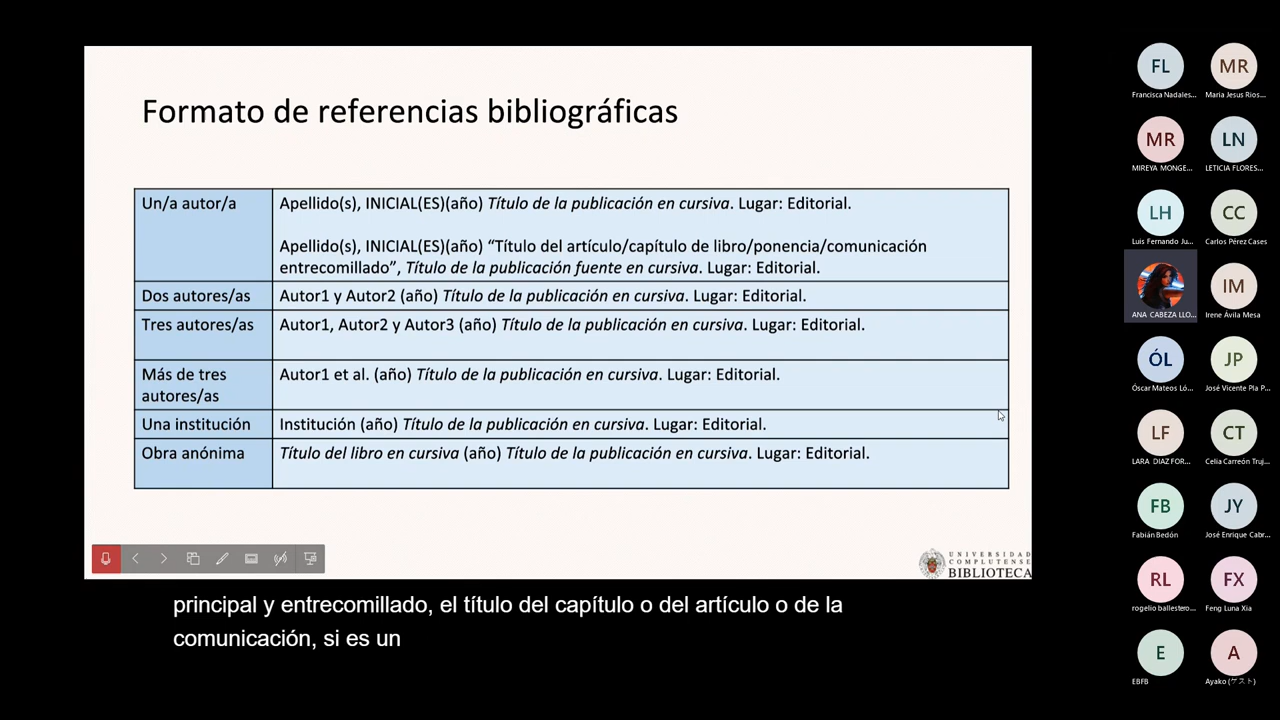 Formato de referencias bibliográficas
Un/a autor/a
Apellido(s), INICIAL(ES)(año) Título de la publicación en cursiva. Lugar: Editorial.
Apellido(s), INICIAL(ES)(año) “Título del artículo/capítulo de libro/ponencia/comunicación
entrecomillado”, Título de la publicación fuente en cursiva. Lugar: Editorial.
Dos autores/as
Autor1 y Autor2 (año) Título de la publicación en cursiva. Lugar: Editorial.
Tres autores/as
Autor1, Autor2 y Autor3 (año) Título de la publicación en cursiva. Lugar: Editorial.
Más de tres
autores/as
Autor1 et al. (año) Título de la publicación en cursiva. Lugar: Editorial.
Una institución
Institución (año) Título de la publicación en cursiva. Lugar: Editorial.
Obra anónima
Título del libro en cursiva (año) Título de la publicación en cursiva. Lugar: Editorial.
UNIVERSIDAD
COMPLUTENSE
BIBLIOTECA
principal y entrecomillado, el título del capítulo o del artículo o de la
comunicación, si es un
FL
Francisca Nadales...
MR
Maria Jesus Rios...
MR
MIREYA MONGE...
LN
LETICIA FLORES...
LH
Luis Fernando Ju...
CC
Carlos Pérez Cases
ANA CABEZA LLO...
IM
Irene Ávila Mesa
ÓL
Óscar Mateos Ló...
JP
José Vicente Pla P...
LF
LARA DIAZ FOR...
CT
Celia Carreón Truj...
FB
Fabián Bedón
JY
José Enrique Cabr...
RL
rogelio ballestero...
FX
Feng Luna Xia
E
EBFB
A
Ayako (ゲスト)